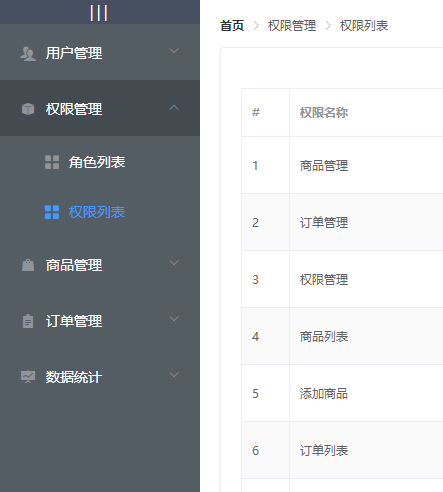 |||
用户管理
权限管理
角色列表
权限列表
商品管理
订单管理
数据统计
首页 > 权限管理 > 权限列表
# 权限名称
1 商品管理
2 订单管理
3 权限管理
4 商品列表
5 添加商品
6 订单列表